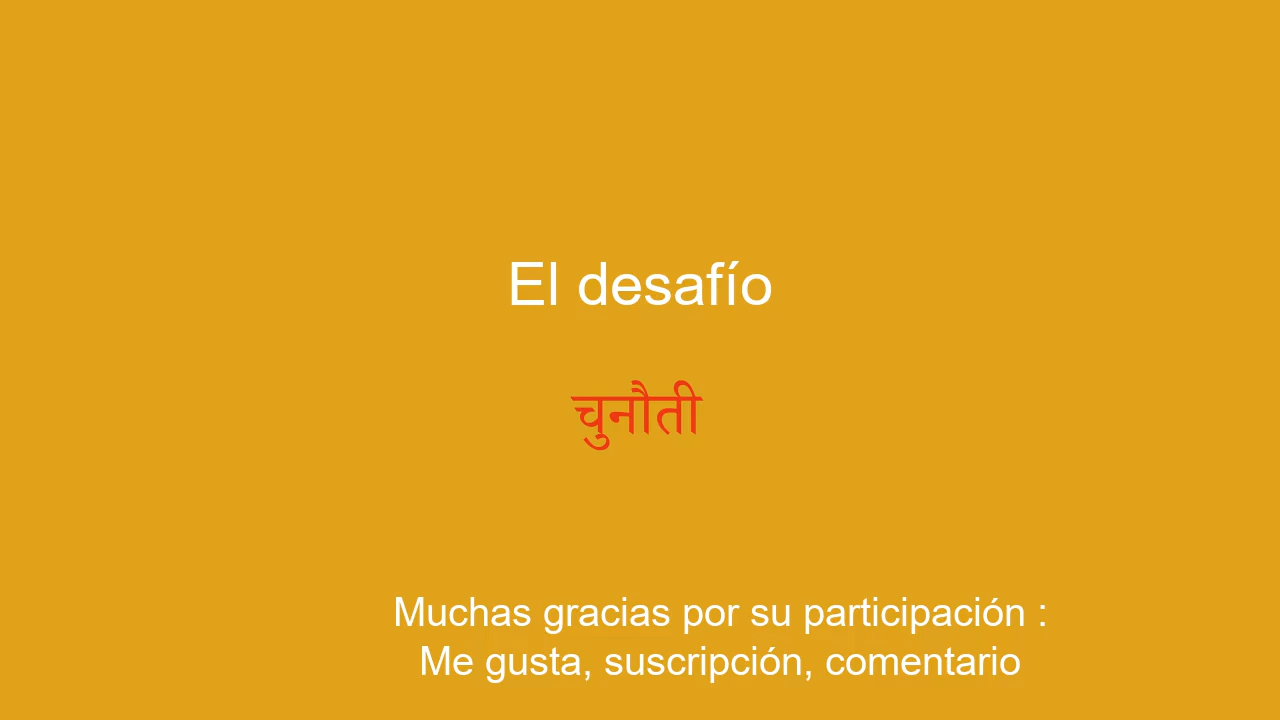 El desafío
चुनौती
Muchas gracias por su participación :
Me gusta, suscripción, comentario